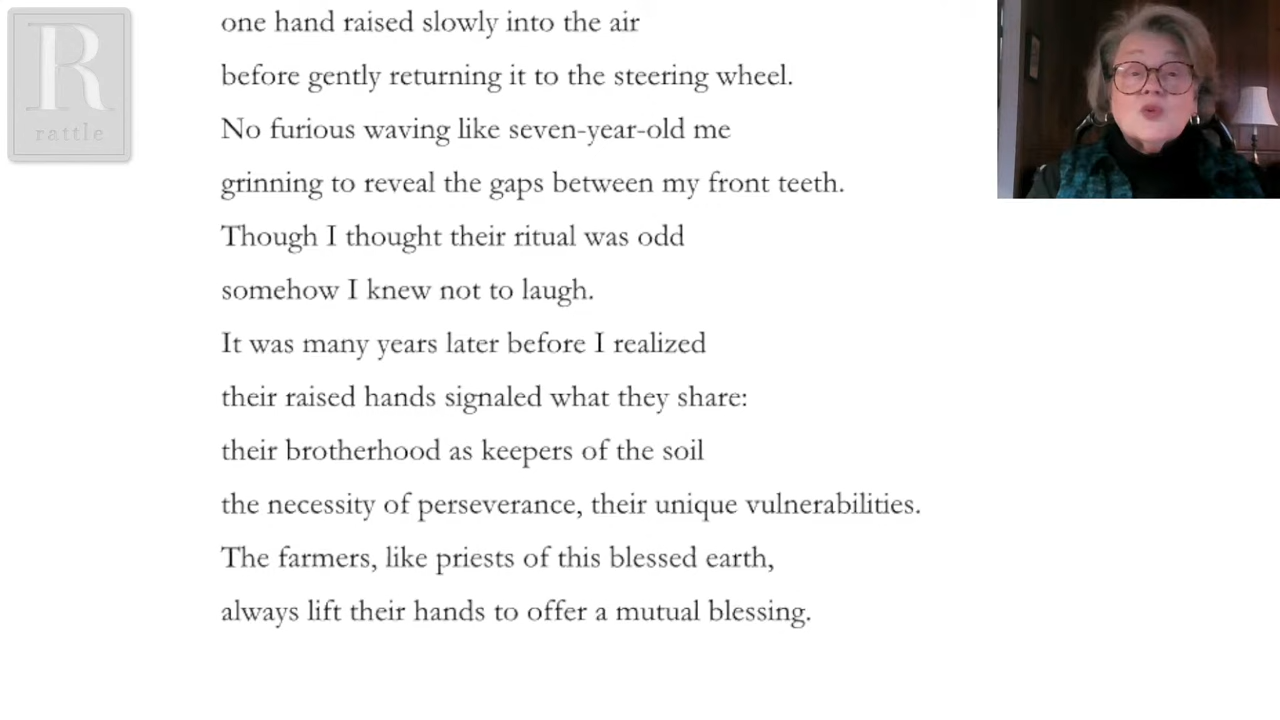 R
rattle
one hand raised slowly into the air
before gently returning it to the steering wheel.
No furious waving like seven-year-old me
grinning to reveal the gaps between my front teeth.
Though I thought their ritual was odd
somehow I knew not to laugh.
It was many years later before I realized
their raised hands signaled what they share:
their brotherhood as keepers of the soil
the necessity of perseverance, their unique vulnerabilities.
The farmers, like priests of this blessed earth,
always lift their hands to offer a mutual blessing.